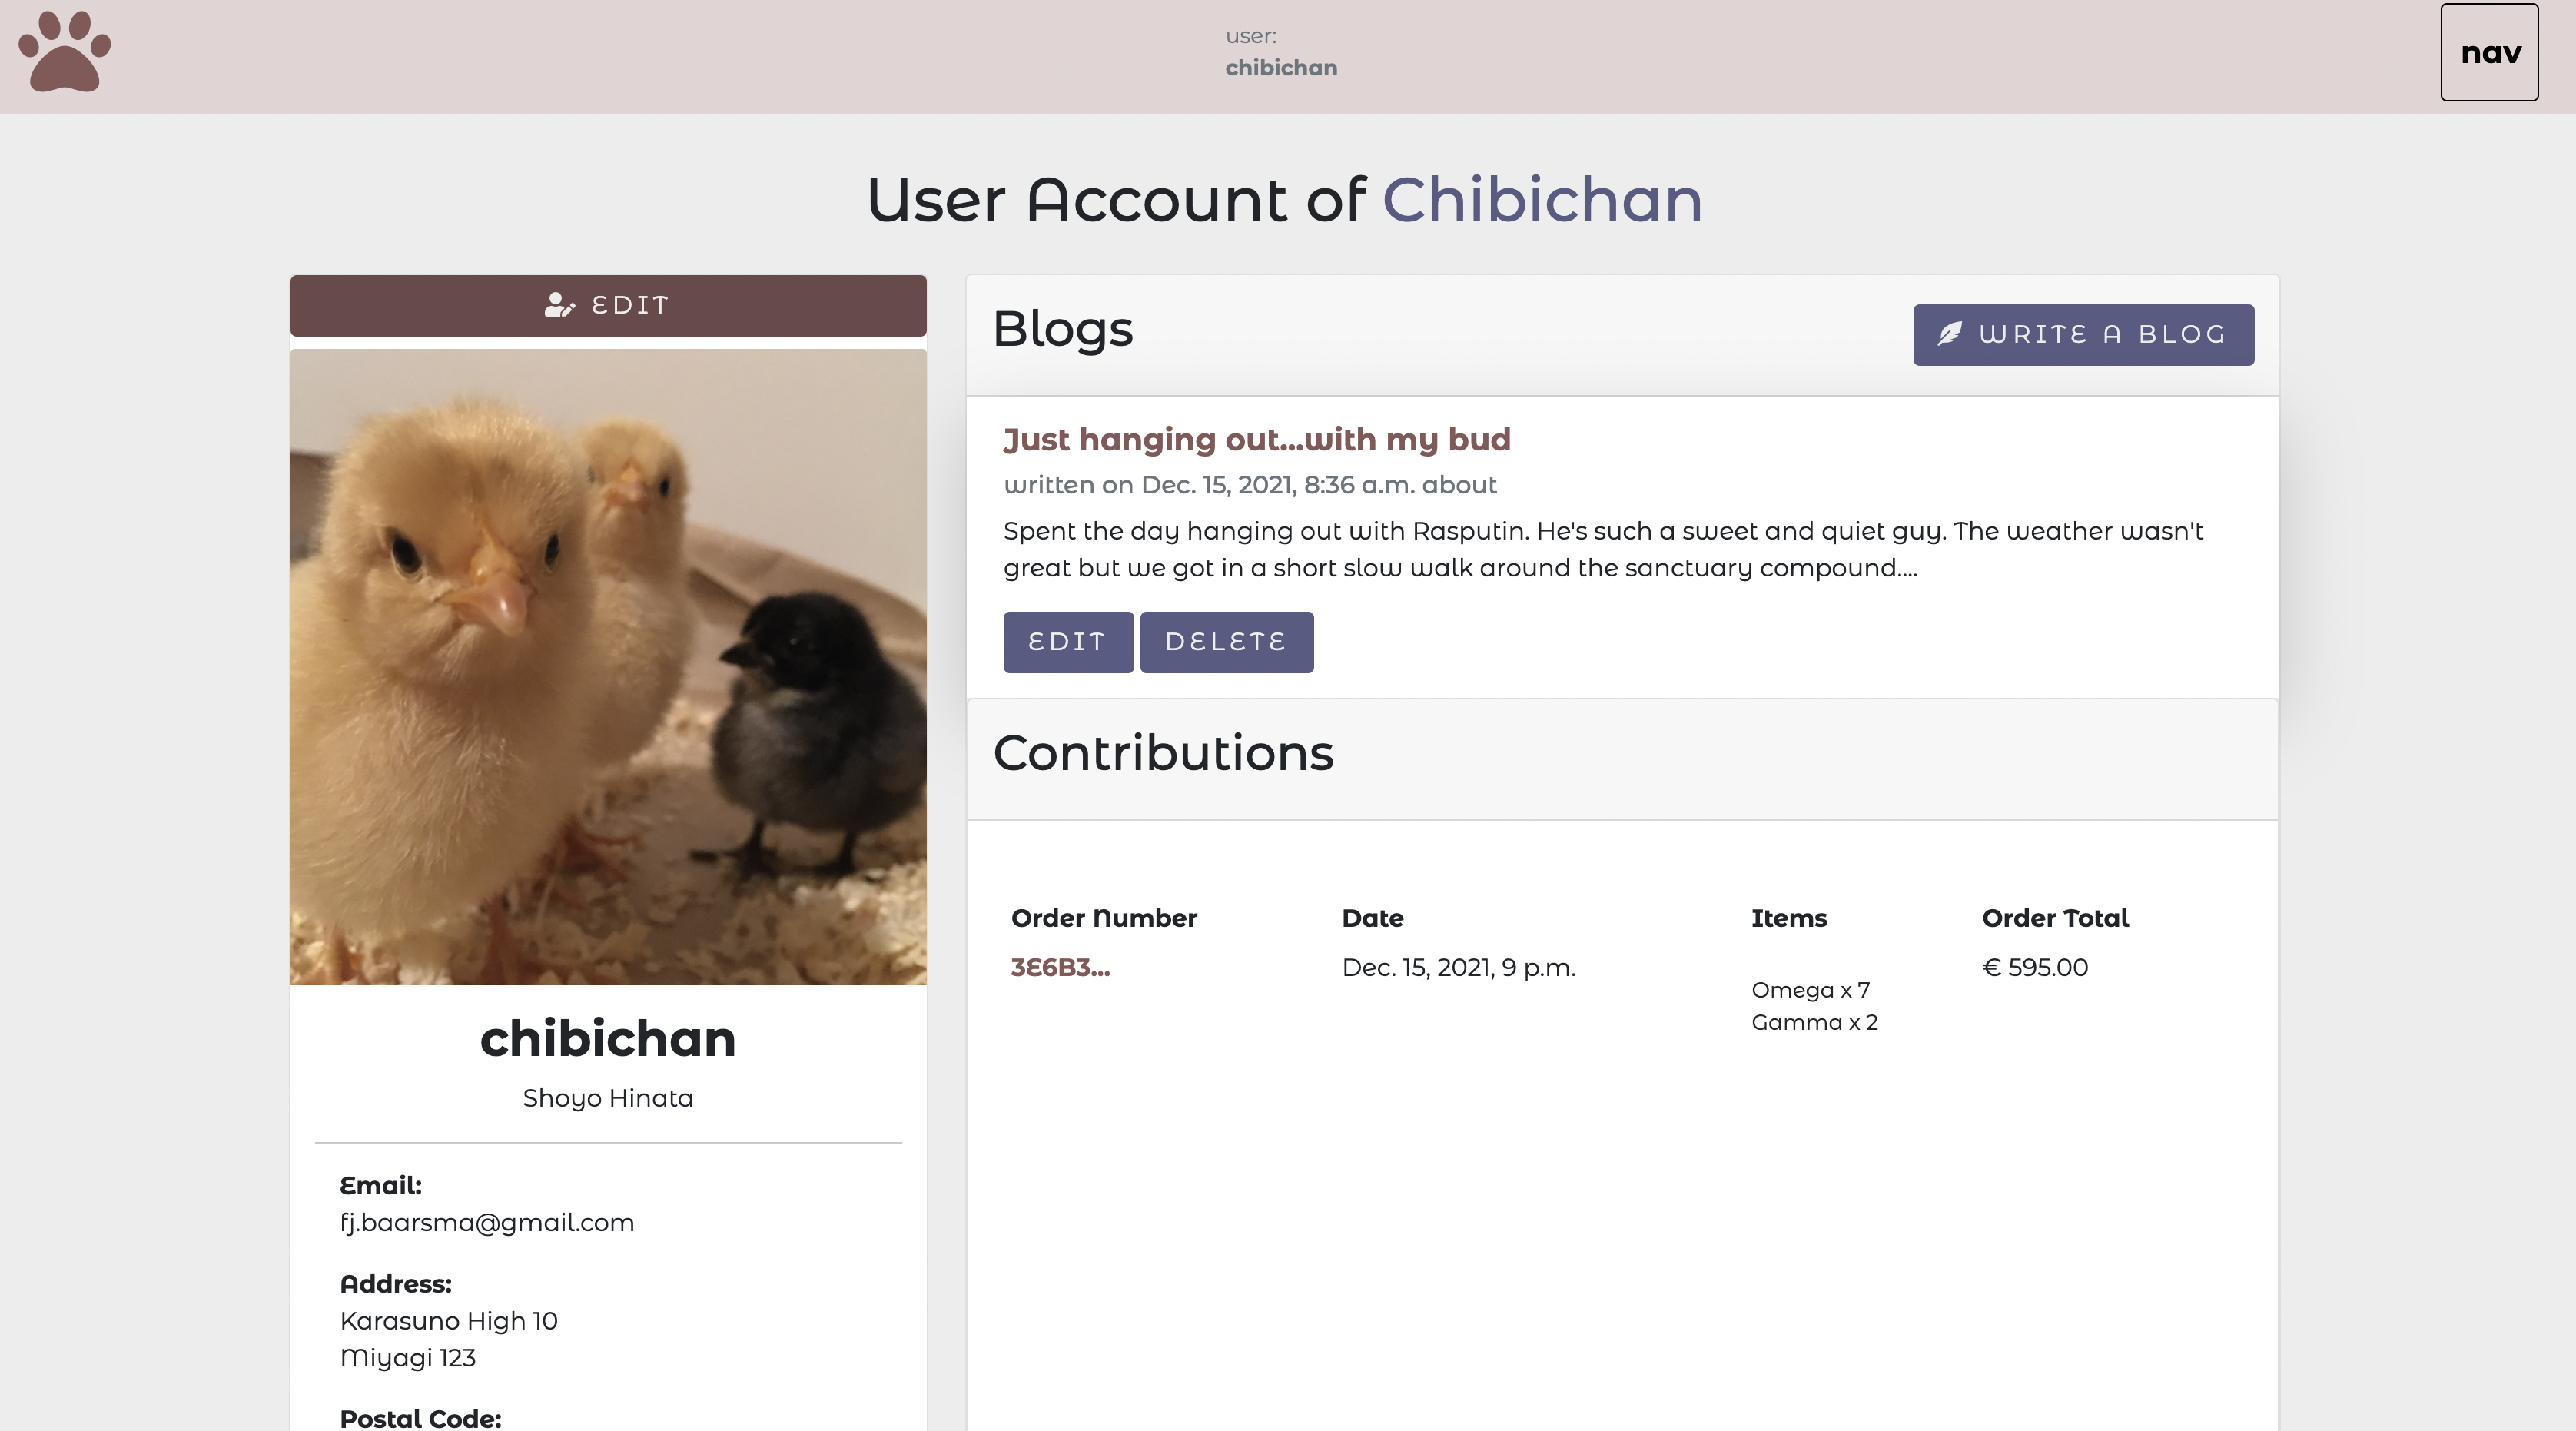 user:
chibichan
nav
User Account of Chibichan
EDIT
chibichan
Shoyo Hinata
Email:
fj.baarsma@gmail.com
Address:
Karasuno High 10
Miyagi 123
Postal Code:
Blogs
WRITE A BLOG
Just hanging out...with my bud
written on Dec. 15, 2021, 8:36 a.m. about
Spent the day hanging out with Rasputin. He's such a sweet and quiet guy. The weather wasn't
great but we got in a short slow walk around the sanctuary compound....
EDIT DELETE
Contributions
Order Number Date Items Order Total
3E6B3... Dec. 15, 2021, 9 p.m. € 595.00
Omega x 7
Gamma x 2